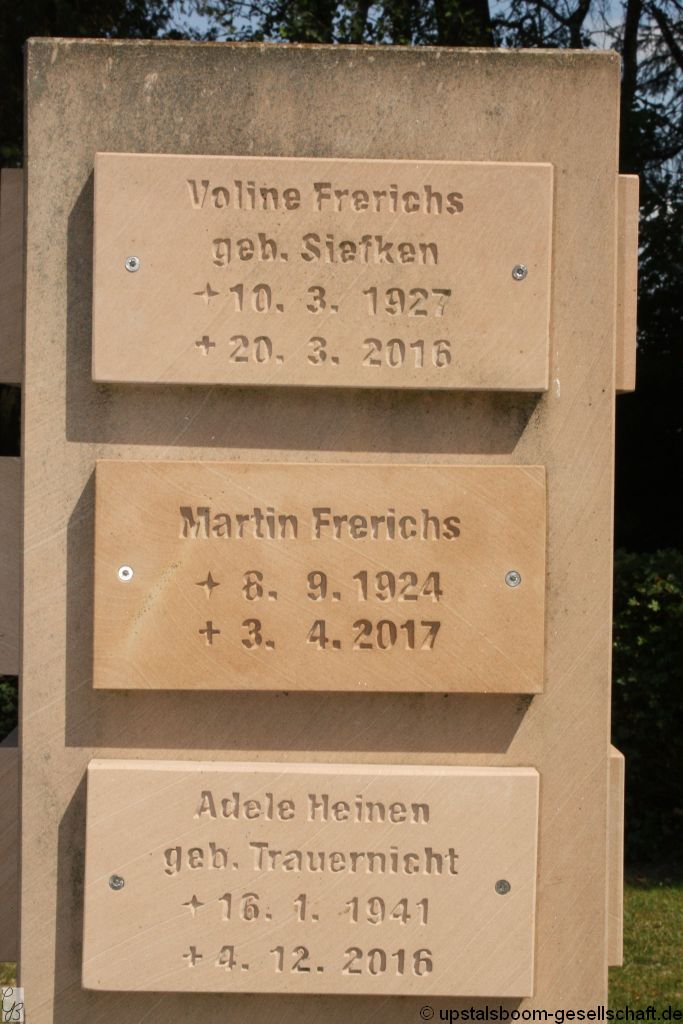 Voline Frerichs
geb. Siefken
+ 10. 3. 1927
+ 20. 3. 2016
Martin Frerichs
+ 8. 9. 1924
+ 3. 4. 2017
Adele Heinen
geb. Trauernicht
+ 16. 1. 1941
+ 4. 12. 2016
© upstalsboom-gesellschaft.de